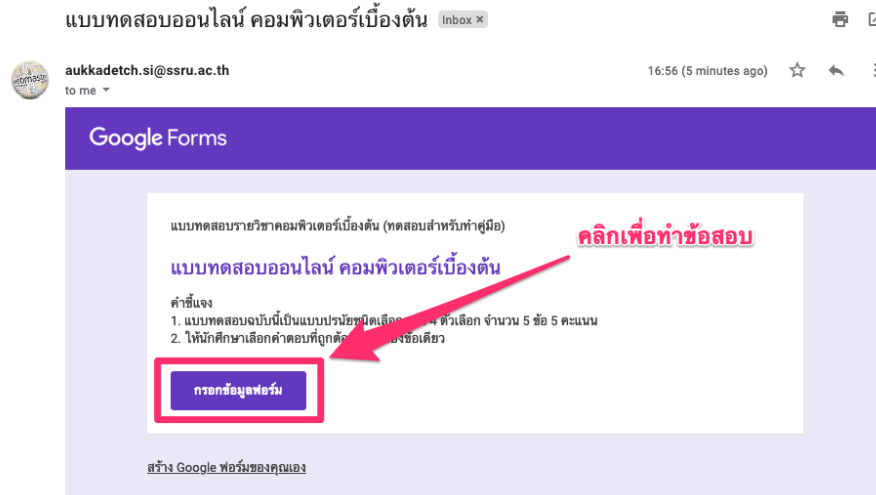 แบบทดสอบออนไลน์ คอมพิวเตอร์เบื้องต้น Inbox ×
aukkadetch.si@ssru.ac.th 16:56 (5 minutes ago)
to me
Google Forms
แบบทดสอบรายวิชาคอมพิวเตอร์เบื้องต้น (ทดสอบสำหรับทำคู่มือ)
คลิกเพื่อทำข้อสอบ
แบบทดสอบออนไลน์ คอมพิวเตอร์เบื้องต้น
คำชี้แจง
1. แบบทดสอบฉบับนี้เป็นแบบปรนัยชนิดเลือก 4 ตัวเลือก จำนวน 5 ข้อ 5 คะแนน
2. ให้นักศึกษาเลือกคำตอบที่ถูกต้องข้อเดียว
กรอกข้อมูลฟอร์ม
สร้าง Google ฟอร์มของคุณเอง